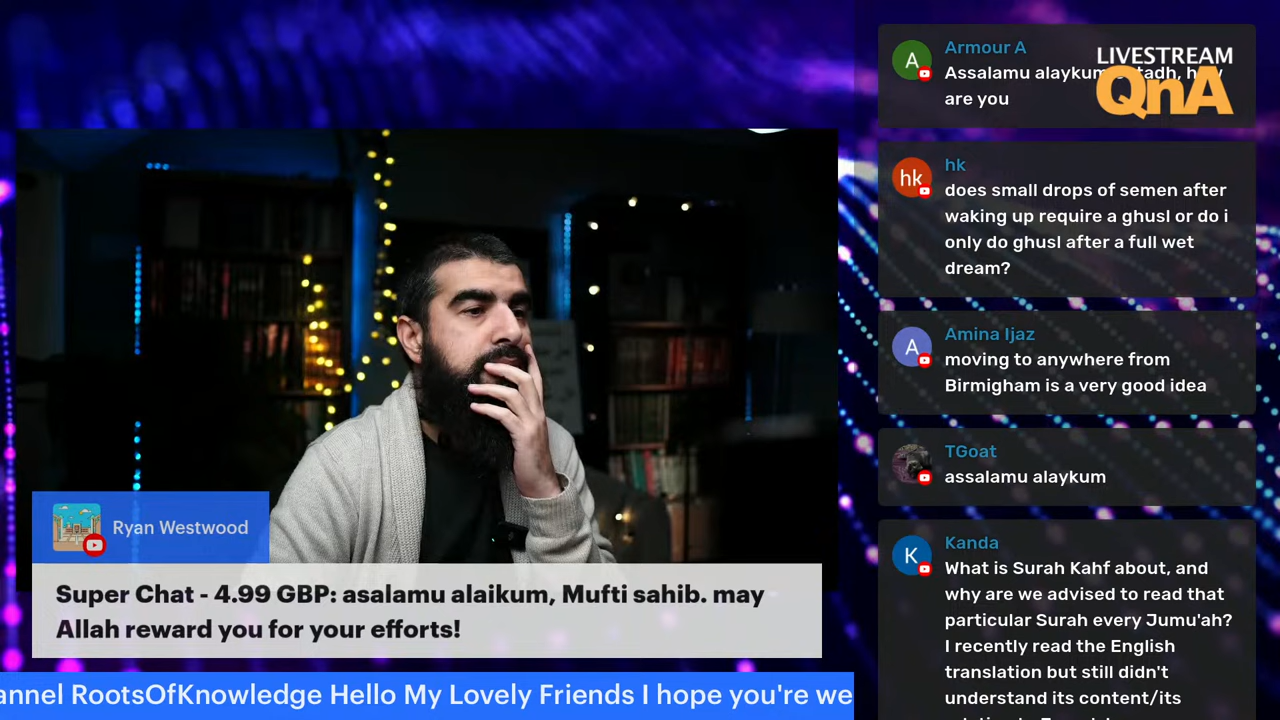 Armour A
Assalamu alaykum
are you
LIVESTREAM
QnA
hk
hk
does small drops of semen after
waking up require a ghusl or do i
only do ghusl after a full wet
dream?
A
Amina Ijaz
moving to anywhere from
Birmigham is a very good idea
TGoat
assalamu alaykum
K
Kanda
What is Surah Kahf about, and
why are we advised to read that
particular Surah every Jumu'ah?
I recently read the English
translation but still didn't
understand its content/its
A
Ryan Westwood
Super Chat - 4.99 GBP: asalamu alaikum, Mufti sahib. may
Allah reward you for your efforts!
annel RootsOfKnowledge Hello My Lovely Friends I hope you're we